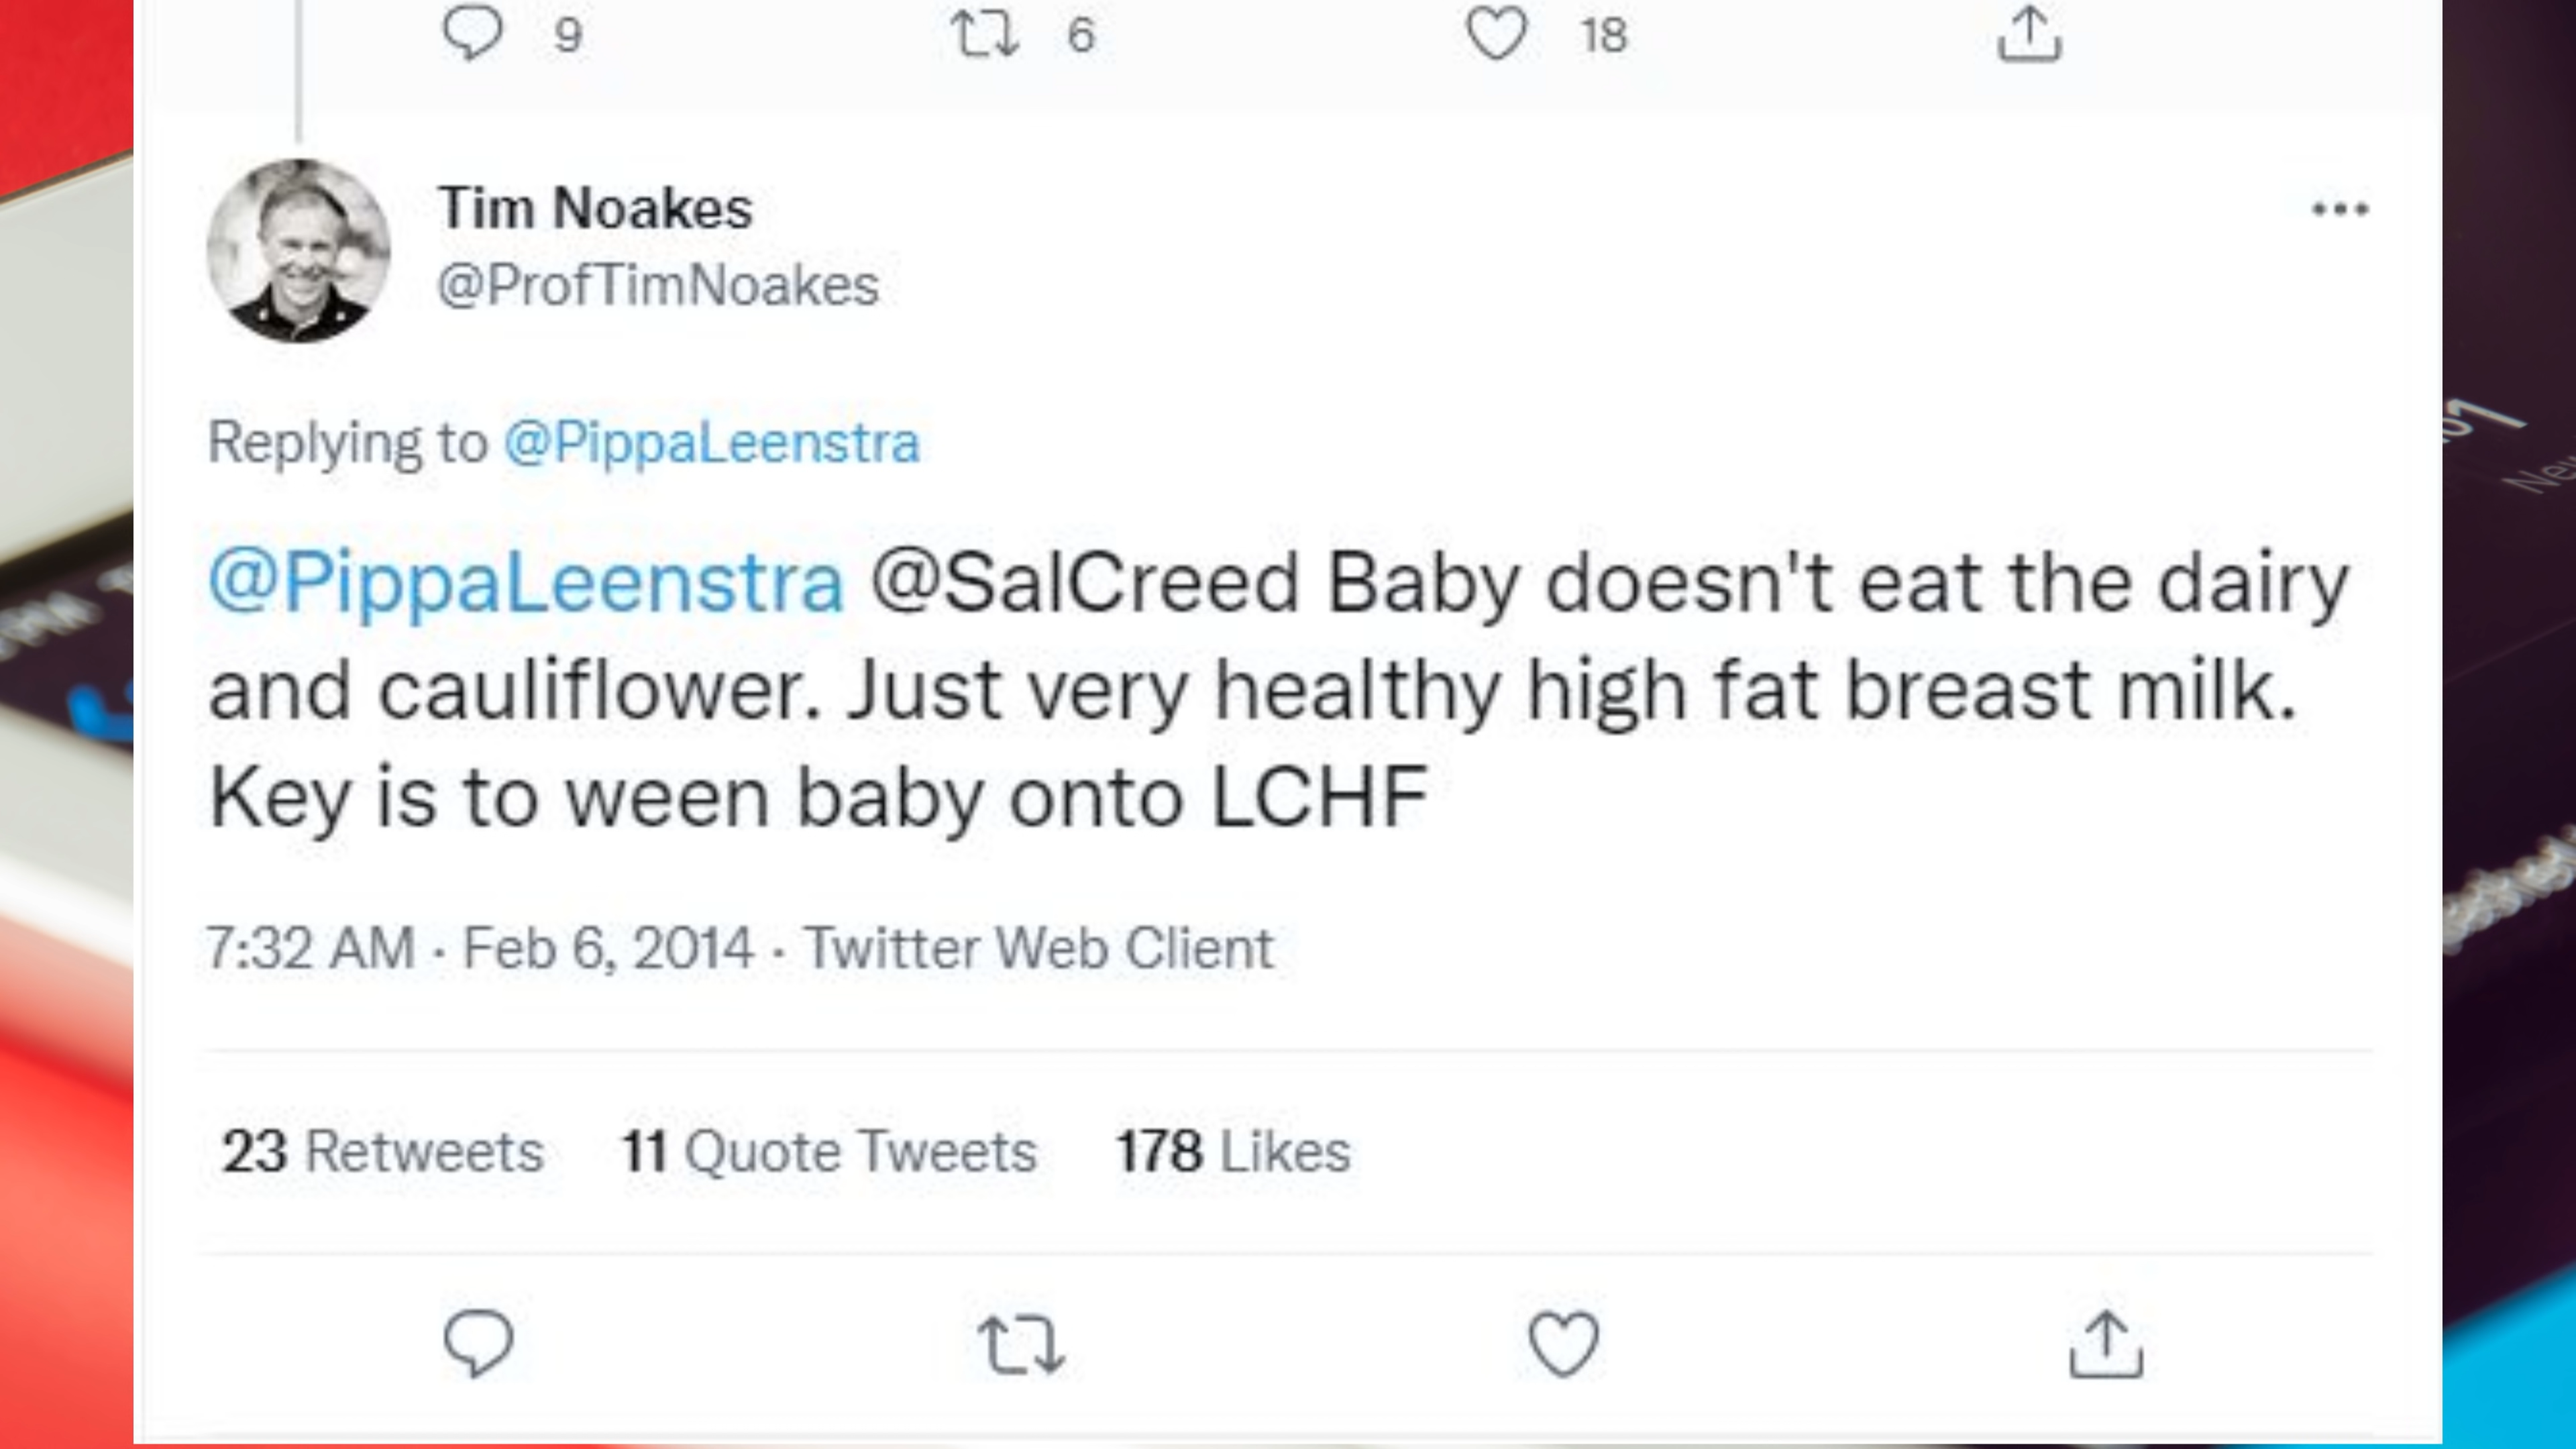 9 6 18
Tim Noakes
@ProfTimNoakes
Replying to @PippaLeenstra
@PippaLeenstra @SalCreed Baby doesn't eat the dairy
and cauliflower. Just very healthy high fat breast milk.
Key is to ween baby onto LCHF
7:32 AM · Feb 6, 2014 · Twitter Web Client
23 Retweets 11 Quote Tweets 178 Likes